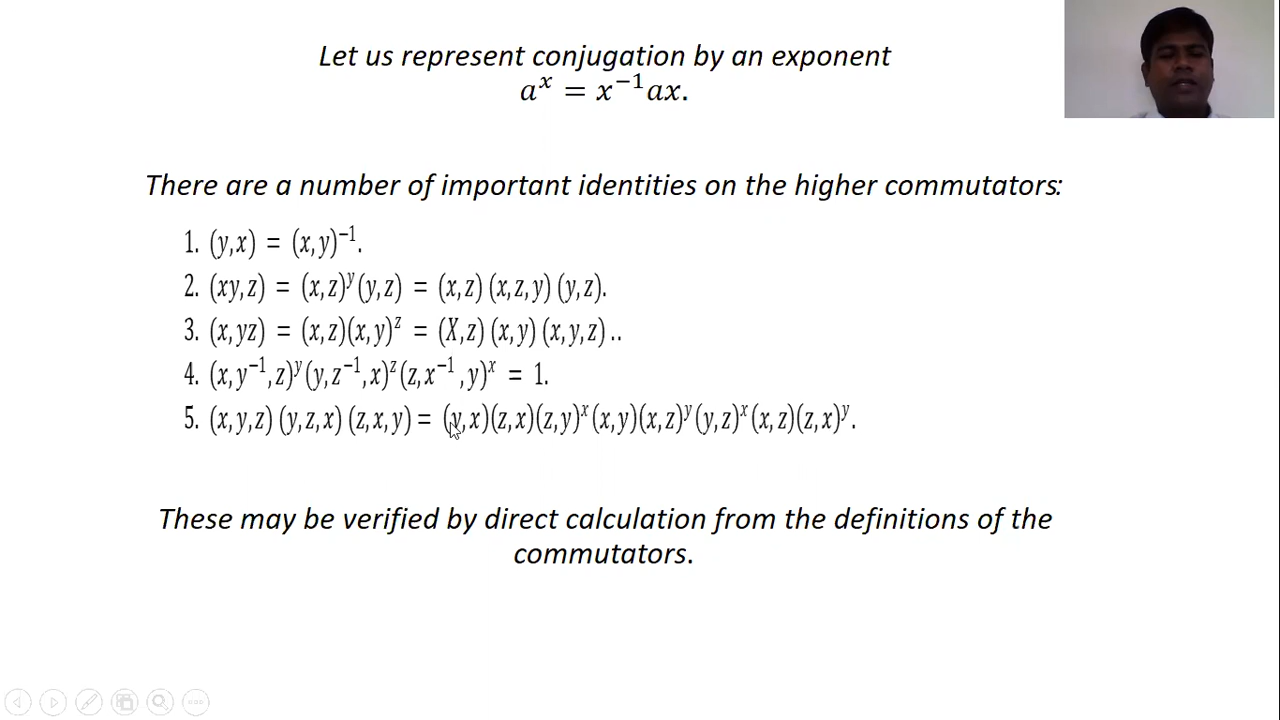 Let us represent conjugation by an exponent
aˣ = x⁻¹ax.
There are a number of important identities on the higher commutators:
1. (y,x) = (x,y)⁻¹.
2. (xy,z) = (x,z)ʸ(y,z) = (x,z) (x,z,y) (y,z).
3. (x,yz) = (x,z)(x,y)ᶻ = (X,z) (x,y) (x,y,z) ..
4. (x,y⁻¹,z)ʸ(y,z⁻¹,x)ᶻ(z,x⁻¹,y)ˣ = 1.
5. (x,y,z) (y,z,x) (z,x,y) = (y,x)(z,x)(z,y)ˣ(x,y)(x,z)ʸ(y,z)ˣ(x,z)(z,x)ʸ.
These may be verified by direct calculation from the definitions of the
commutators.